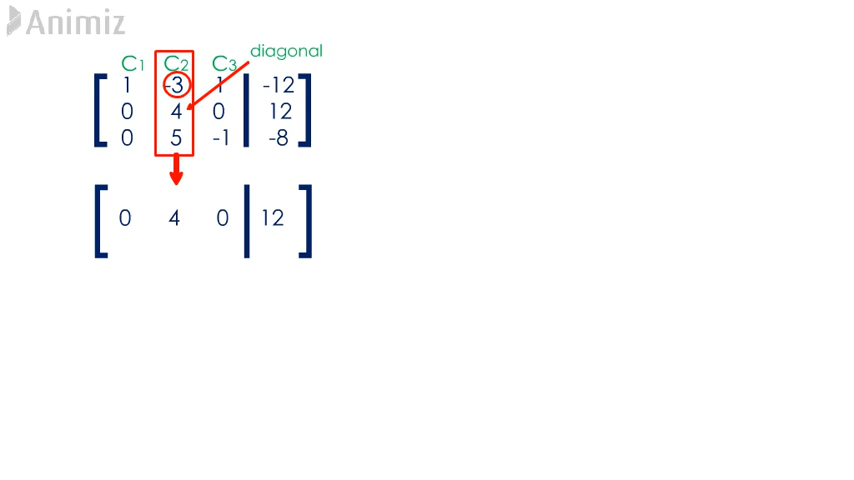 Animiz
diagonal
C1 C2 C3
1 -3 1 -12
0 4 0 12
0 5 -1 -8
0 4 0 12